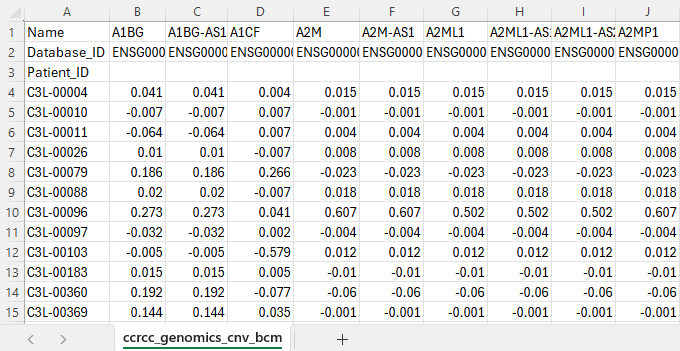 A B C D E F G H I J
1 Name A1BG A1BG-AS1 A1CF A2M A2M-AS1 A2ML1 A2ML1-AS1 A2ML1-AS2 A2MP1
2 Database_ID ENSG0000 ENSG0000 ENSG0000 ENSG0000 ENSG0000 ENSG0000 ENSG0000 ENSG0000 ENSG0000
3 Patient_ID
4 C3L-00004 0.041 0.041 0.004 0.015 0.015 0.015 0.015 0.015 0.015
5 C3L-00010 -0.007 -0.007 0.007 -0.001 -0.001 -0.001 -0.001 -0.001 -0.001
6 C3L-00011 -0.064 -0.064 0.007 0.004 0.004 0.004 0.004 0.004 0.004
7 C3L-00026 0.01 0.01 -0.007 0.008 0.008 0.008 0.008 0.008 0.008
8 C3L-00079 0.186 0.186 0.266 -0.023 -0.023 -0.023 -0.023 -0.023 -0.023
9 C3L-00088 0.02 0.02 -0.007 0.018 0.018 0.018 0.018 0.018 0.018
10 C3L-00096 0.273 0.273 0.041 0.607 0.607 0.502 0.502 0.502 0.607
11 C3L-00097 -0.032 -0.032 0.002 -0.004 -0.004 -0.004 -0.004 -0.004 -0.004
12 C3L-00103 -0.005 -0.005 -0.579 0.012 0.012 0.012 0.012 0.012 0.012
13 C3L-00183 0.015 0.015 0.005 -0.01 -0.01 -0.01 -0.01 -0.01 -0.01
14 C3L-00360 0.192 0.192 -0.077 -0.06 -0.06 -0.06 -0.06 -0.06 -0.06
15 C3L-00369 0.144 0.144 0.035 -0.001 -0.001 -0.001 -0.001 -0.001 -0.001
ccrcc_genomics_cnv_bcm